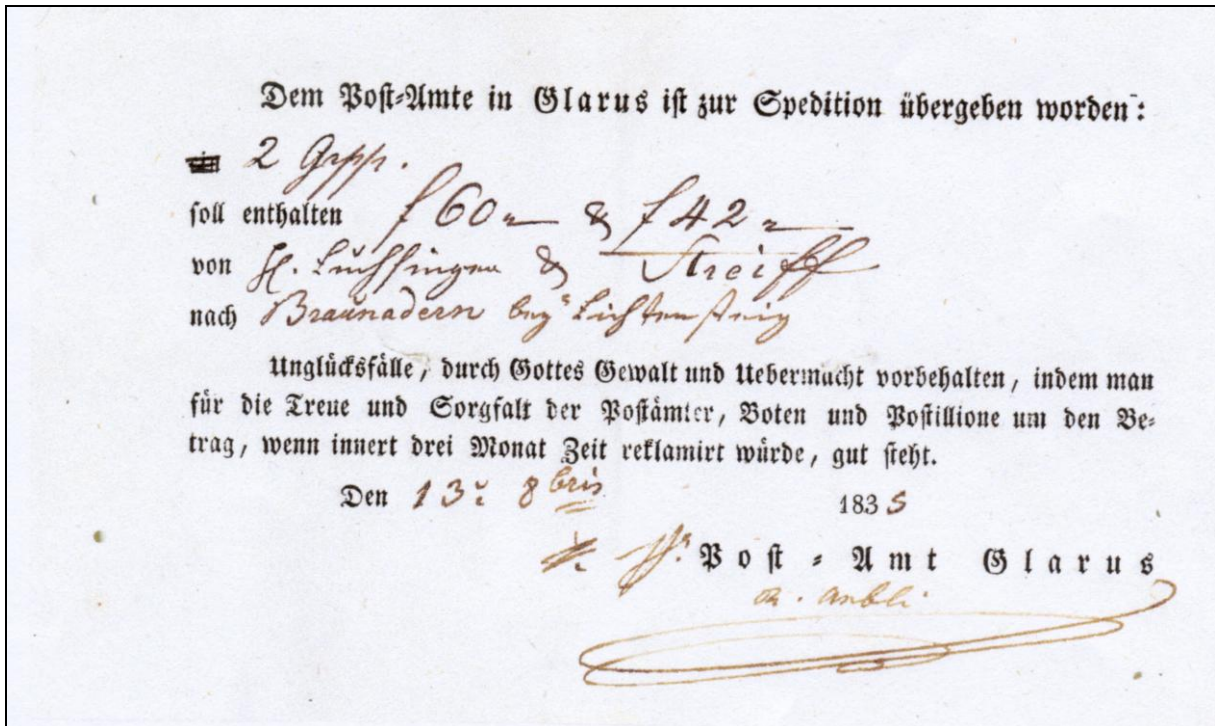 Dem Post-Amte in Glarus ist zur Spedition übergeben worden:
2 Grpp.
soll enthalten f 60 & f 42
von H. Luchsinger & Streiff
nach Braunadern bey Lichtensteig
Unglücksfälle, durch Gottes Gewalt und Uebermacht vorbehalten, indem man
für die Treue und Sorgfalt der Postämter, Boten und Postillione um den Be-
trag, wenn innert drei Monat Zeit reklamirt würde, gut steht.
Den 13. 8bris 1835
Post-Amt Glarus